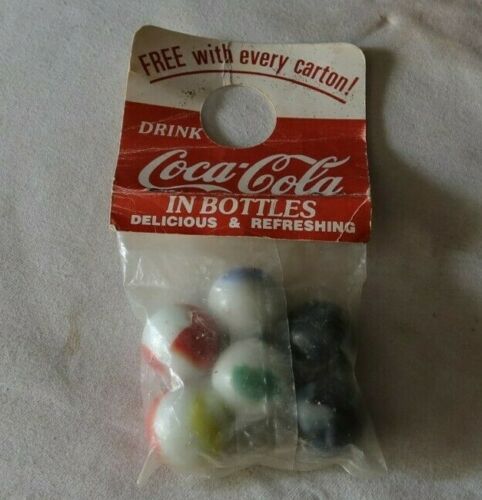 FREE with every carton!
DRINK
Coca-Cola
IN BOTTLES
DELICIOUS & REFRESHING